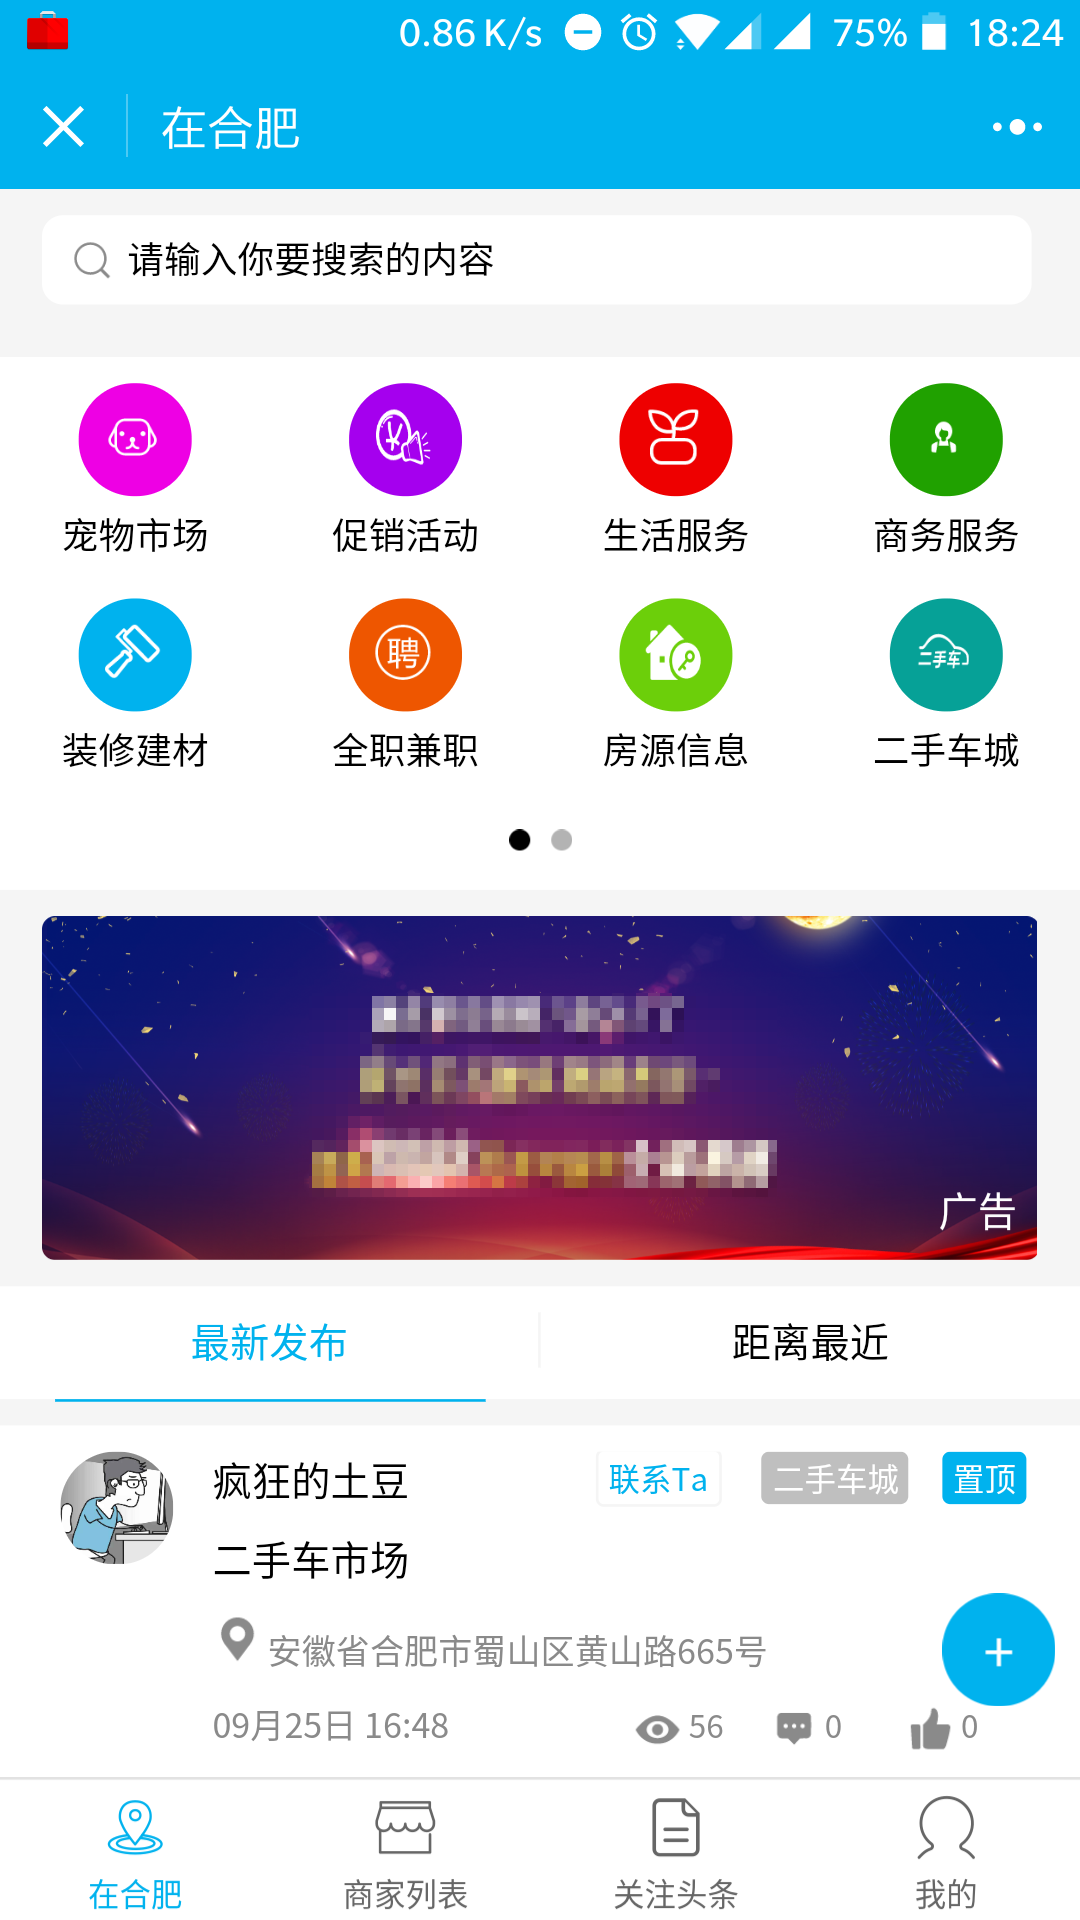 0.86 K/s 75% 18:24
在合肥
请输入你要搜索的内容
宠物市场 促销活动 生活服务 商务服务
聘 二手车
装修建材 全职兼职 房源信息 二手车城
广告
最新发布 距离最近
疯狂的土豆 联系Ta 二手车城 置顶
二手车市场
安徽省合肥市蜀山区黄山路665号
09月25日 16:48 56 0 0
在合肥 商家列表 关注头条 我的